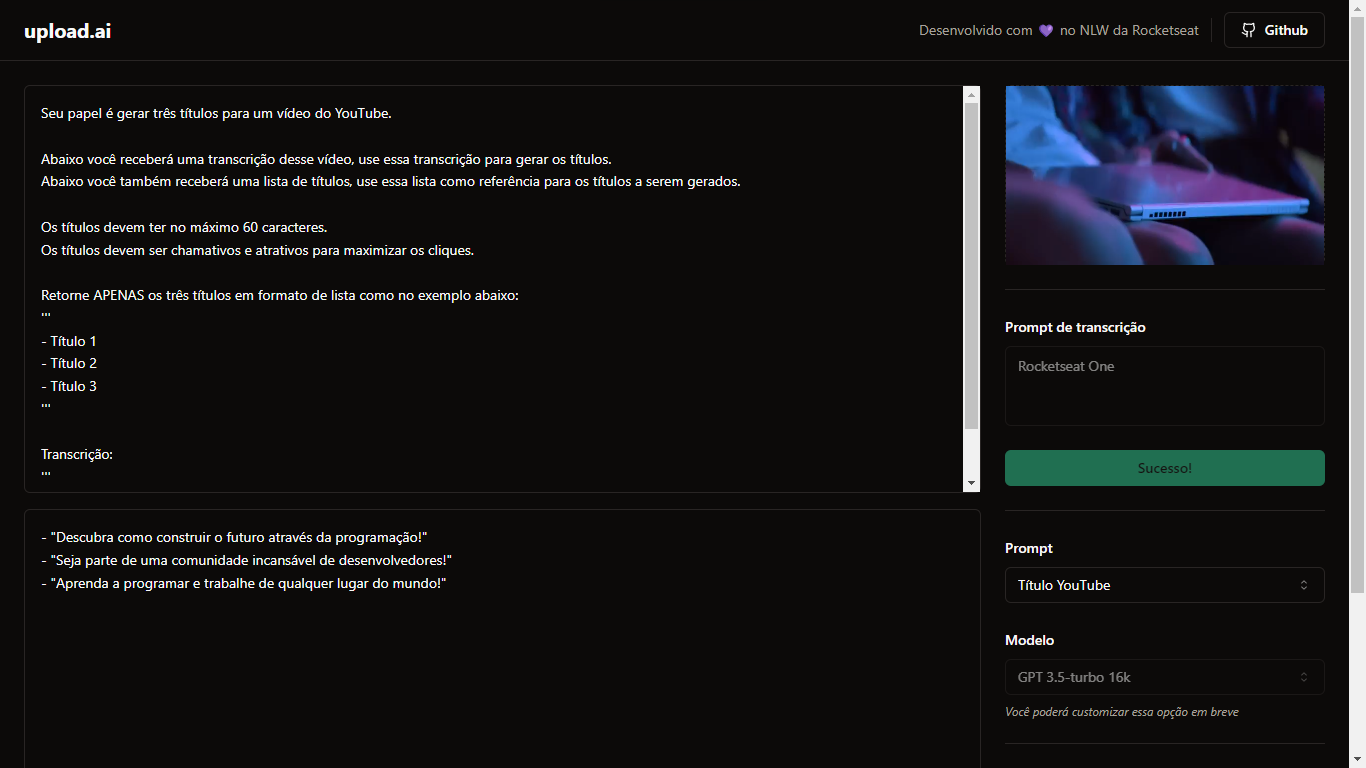 upload.ai
Desenvolvido com 💜 no NLW da Rocketseat
Github
Seu papel é gerar três títulos para um vídeo do YouTube.
Abaixo você receberá uma transcrição desse vídeo, use essa transcrição para gerar os títulos.
Abaixo você também receberá uma lista de títulos, use essa lista como referência para os títulos a serem gerados.
Os títulos devem ter no máximo 60 caracteres.
Os títulos devem ser chamativos e atrativos para maximizar os cliques.
Retorne APENAS os três títulos em formato de lista como no exemplo abaixo:
'''
- Título 1
- Título 2
- Título 3
'''
Transcrição:
'''
- "Descubra como construir o futuro através da programação!"
- "Seja parte de uma comunidade incansável de desenvolvedores!"
- "Aprenda a programar e trabalhe de qualquer lugar do mundo!"
Prompt de transcrição
Rocketseat One
Sucesso!
Prompt
Título YouTube
Modelo
GPT 3.5-turbo 16k
Você poderá customizar essa opção em breve